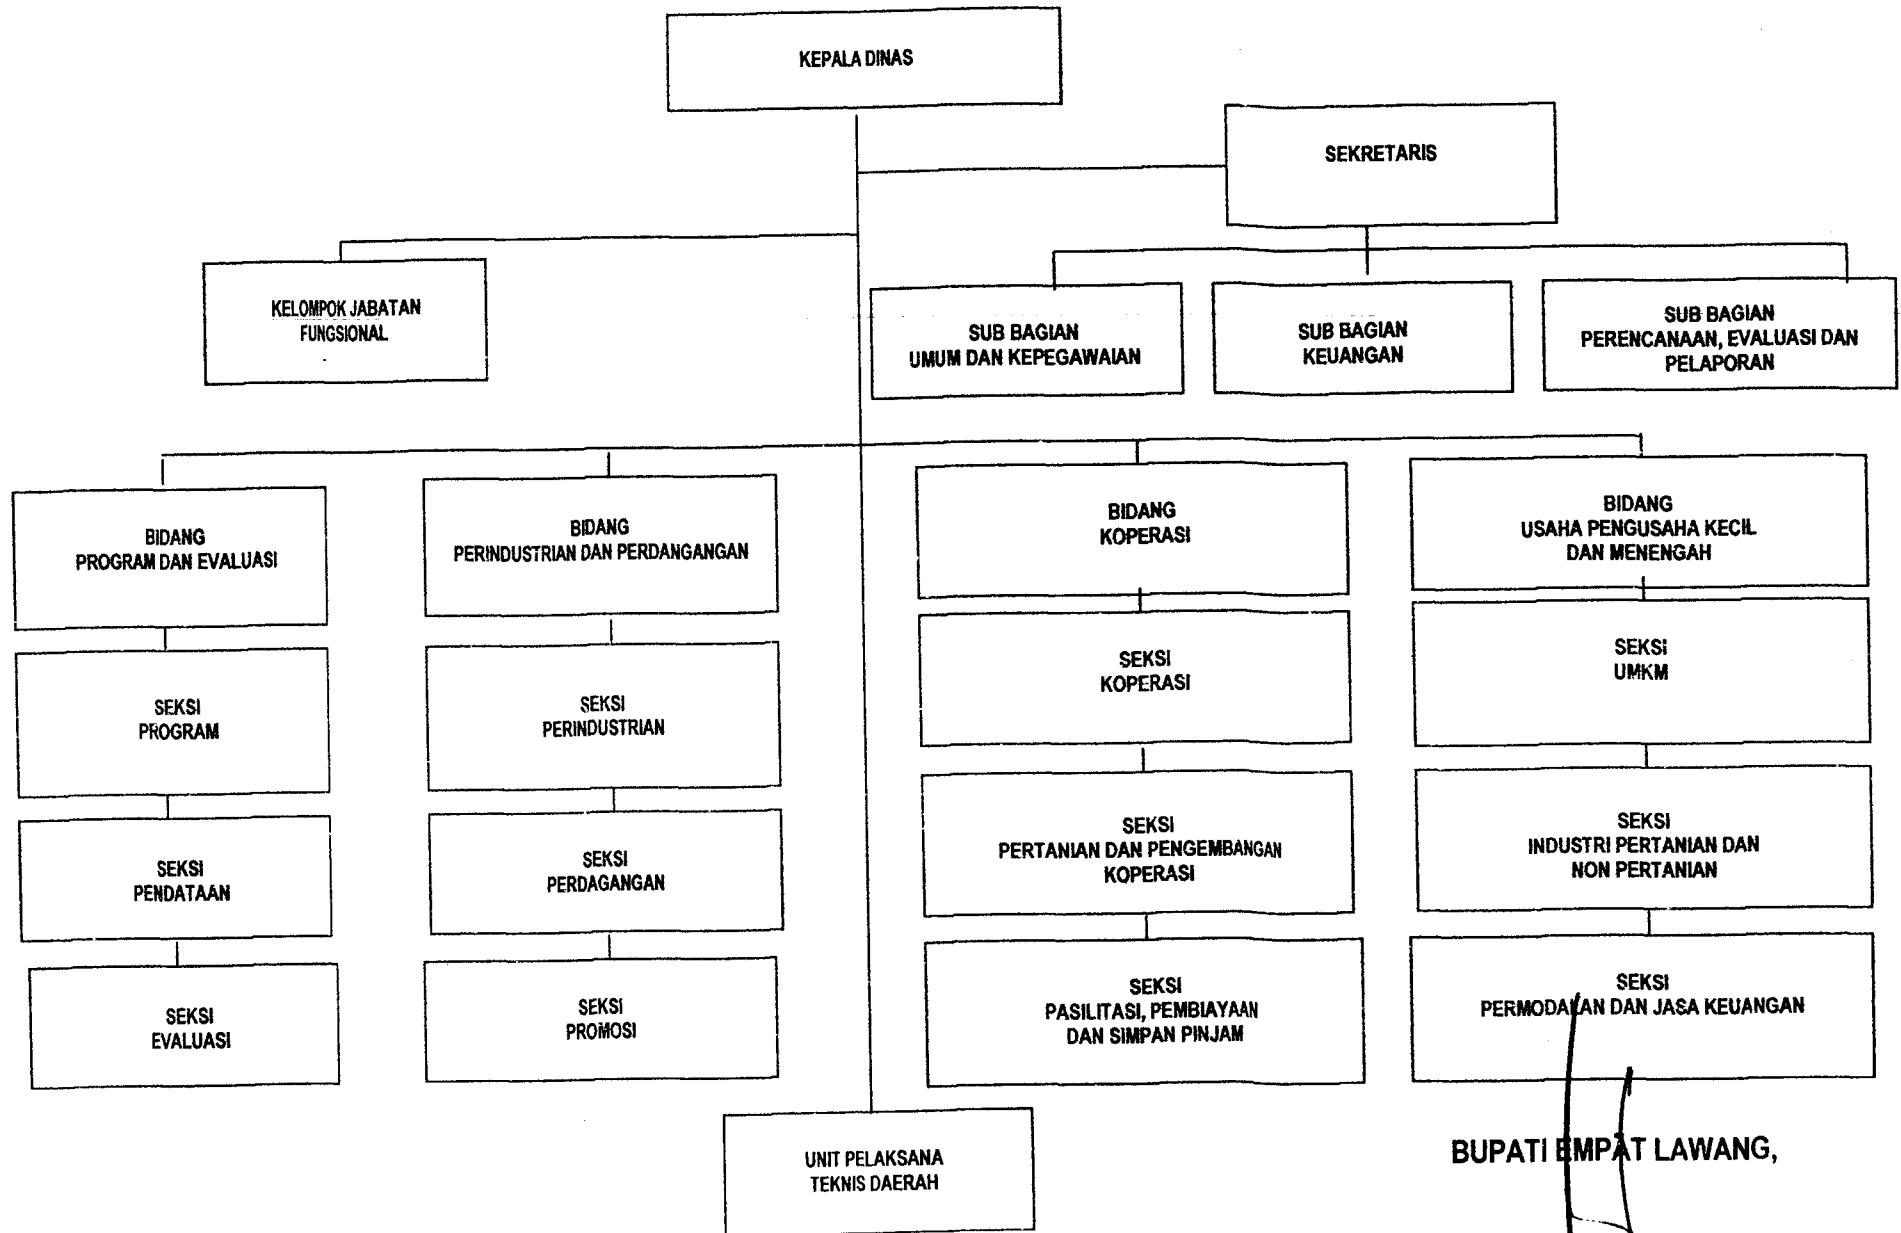 KEPALA DINAS
SEKRETARIS
KELOMPOK JABATAN
FUNGSIONAL
SUB BAGIAN
UMUM DAN KEPEGAWAIAN
SUB BAGIAN
KEUANGAN
SUB BAGIAN
PERENCANAAN, EVALUASI DAN
PELAPORAN
BIDANG
PROGRAM DAN EVALUASI
BIDANG
PERINDUSTRIAN DAN PERDANGANGAN
BIDANG
KOPERASI
BIDANG
USAHA PENGUSAHA KECIL
DAN MENENGAH
SEKSI
PROGRAM
SEKSI
PERINDUSTRIAN
SEKSI
KOPERASI
SEKSI
UMKM
SEKSI
PENDATAAN
SEKSI
PERDAGANGAN
SEKSI
PERTANIAN DAN PENGEMBANGAN
KOPERASI
SEKSI
INDUSTRI PERTANIAN DAN
NON PERTANIAN
SEKSI
EVALUASI
SEKSI
PROMOSI
SEKSI
PASILITASI, PEMBIAYAAN
DAN SIMPAN PINJAM
SEKSI
PERMODALAN DAN JASA KEUANGAN
UNIT PELAKSANA
TEKNIS DAERAH
BUPATI EMPAT LAWANG,